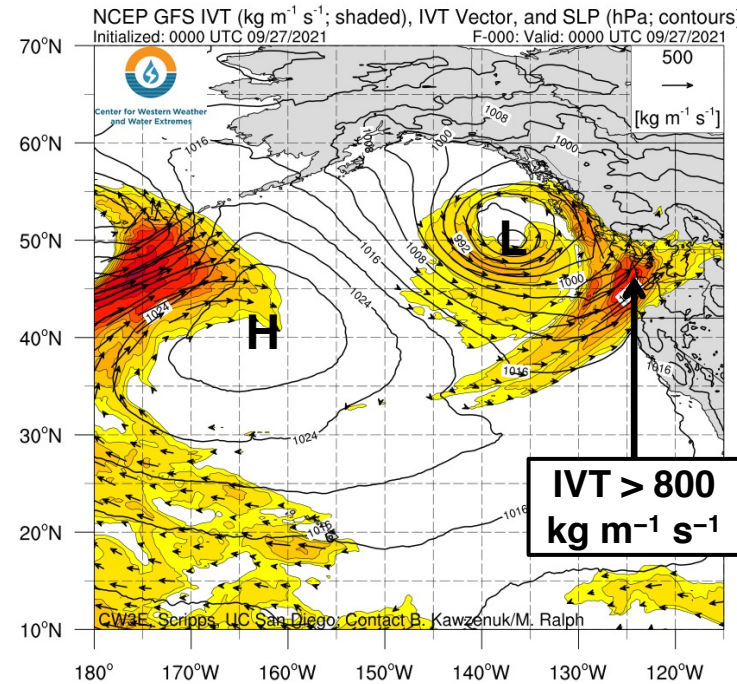 NCEP GFS IVT (kg m⁻¹ s⁻¹; shaded), IVT Vector, and SLP (hPa; contours)
Initialized: 0000 UTC 09/27/2021 F-000: Valid: 0000 UTC 09/27/2021
70°N
500
[kg m⁻¹ s⁻¹]
Center for Western Weather
and Water Extremes
1008
1016
1008
1000
1000
60°N
50°N
L
992
1008
1016
1000
1024
1024
40°N
H
1016
1016
30°N
1024
IVT > 800
kg m⁻¹ s⁻¹
1016
1016
20°N
CW3E, Scripps, UC San Diego; Contact B. Kawzenuk/M. Ralph
10°N
180° 170°W 160°W 150°W 140°W 130°W 120°W